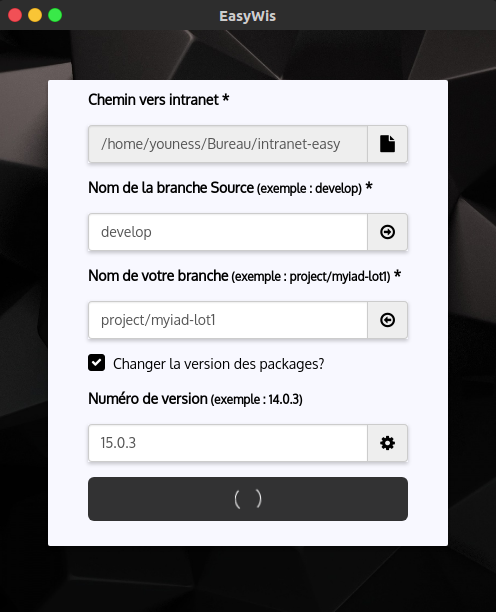 EasyWis
Chemin vers intranet *
/home/youness/Bureau/intranet-easy
Nom de la branche Source (exemple : develop) *
develop
Nom de votre branche (exemple : project/myiad-lot1) *
project/myiad-lot1
Changer la version des packages?
Numéro de version (exemple : 14.0.3)
15.0.3